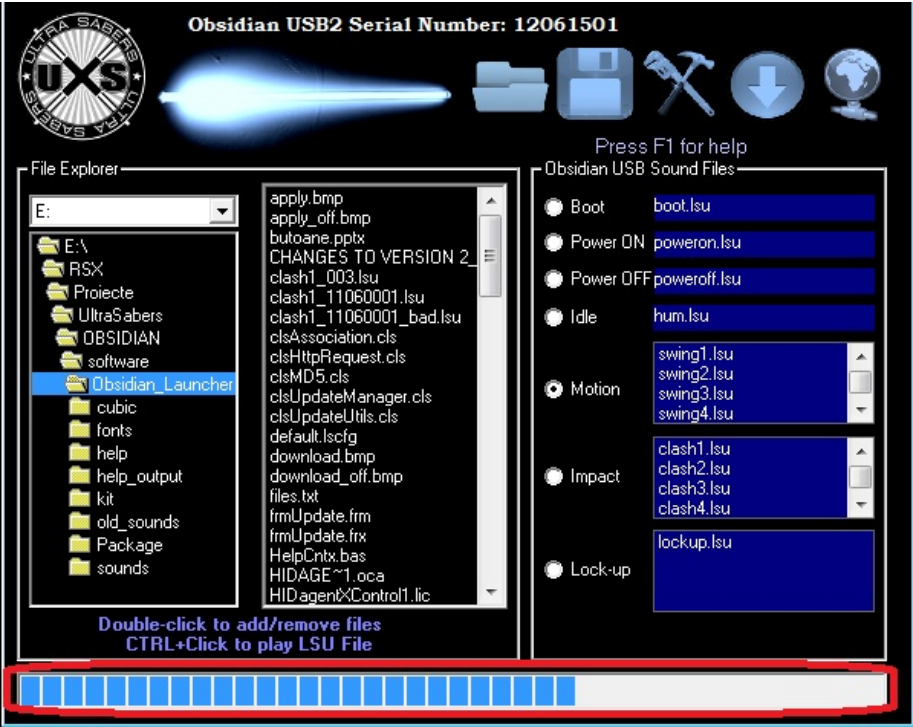 ULTRA SABERS
UXS
ULTRA SABERS
Obsidian USB2 Serial Number: 12061501
Press F1 for help
File Explorer
E:
E:\
RSX
Proiecte
UltraSabers
OBSIDIAN
software
Obsidian_Launcher
cubic
fonts
help
help_output
kit
old_sounds
Package
sounds
apply.bmp
apply_off.bmp
butoane.pptx
CHANGES TO VERSION 2_
clash1_003.lsu
clash1_11060001.lsu
clash1_11060001_bad.lsu
clsAssociation.cls
clsHttpRequest.cls
clsMD5.cls
clsUpdateManager.cls
clsUpdateUtils.cls
default.lscfg
download.bmp
download_off.bmp
files.txt
frmUpdate.frm
frmUpdate.frx
HelpCntx.bas
HIDAGE~1.oca
HIDagentXControl1.lic
Double-click to add/remove files
CTRL+Click to play LSU File
Obsidian USB Sound Files
Boot boot.lsu
Power ON poweron.lsu
Power OFF poweroff.lsu
Idle hum.lsu
Motion
swing1.lsu
swing2.lsu
swing3.lsu
swing4.lsu
Impact
clash1.lsu
clash2.lsu
clash3.lsu
clash4.lsu
Lock-up
lockup.lsu